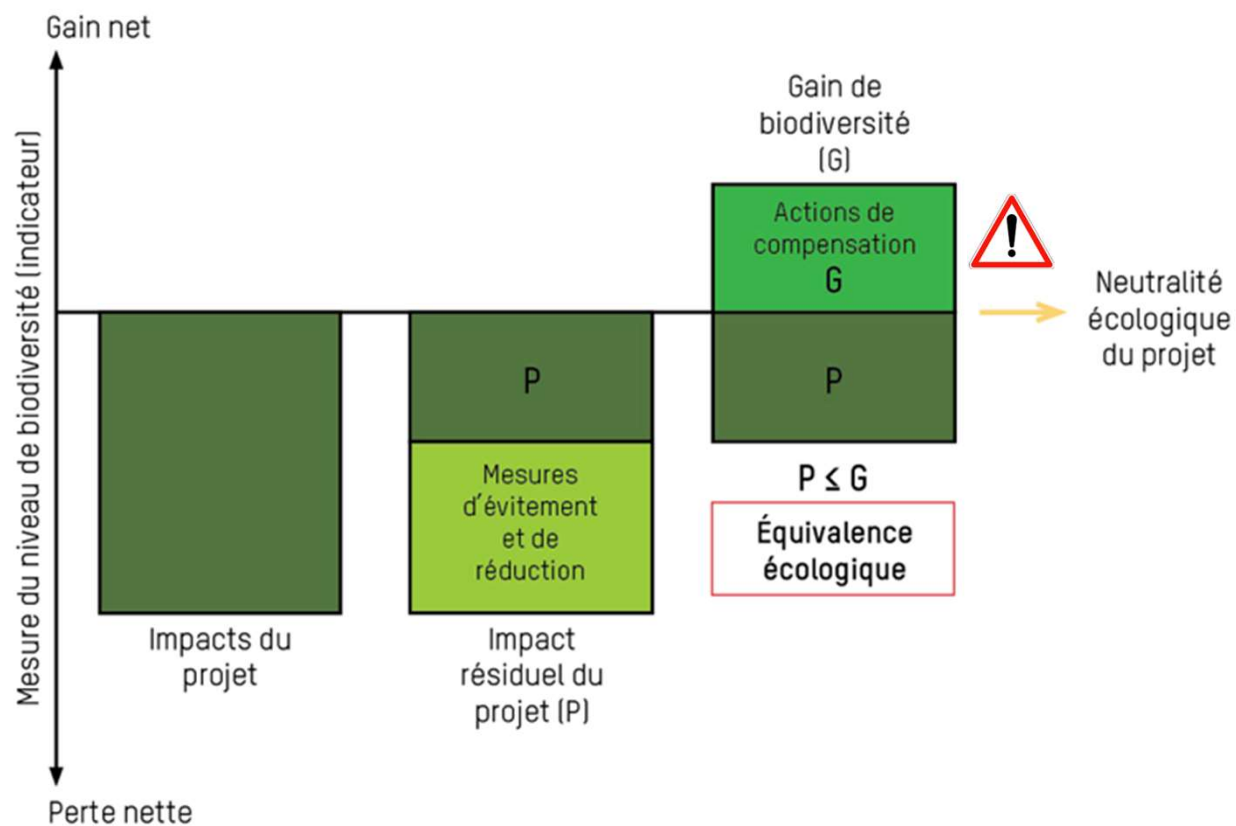 Gain net
Mesure du niveau de biodiversité (indicateur)
Gain de
biodiversité
(G)
Actions de
compensation
G
!
Neutralité
écologique
du projet
P
P
Mesures
d'évitement
et de
réduction
P ≤ G
Équivalence
écologique
Impacts du
projet
Impact
résiduel du
projet (P)
Perte nette